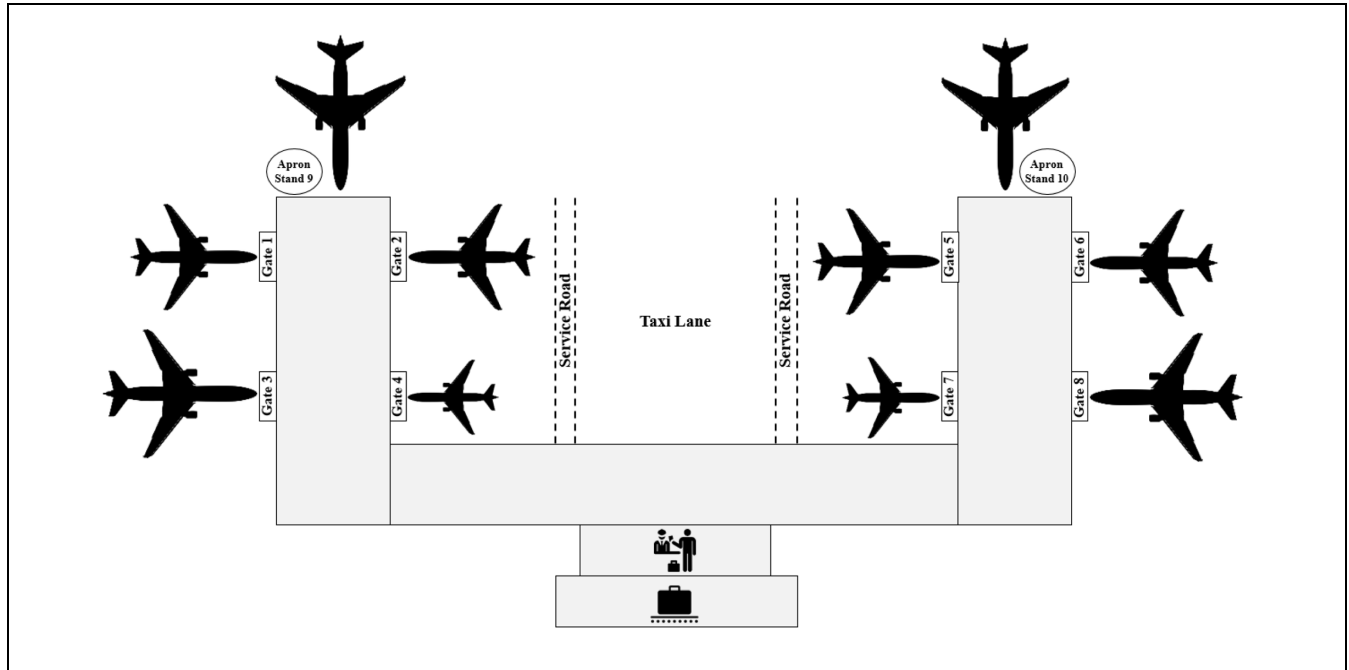 Apron
Stand 9
Apron
Stand 10
Gate 1
Gate 2
Gate 5
Gate 6
Service Road
Taxi Lane
Service Road
Gate 3
Gate 4
Gate 7
Gate 8